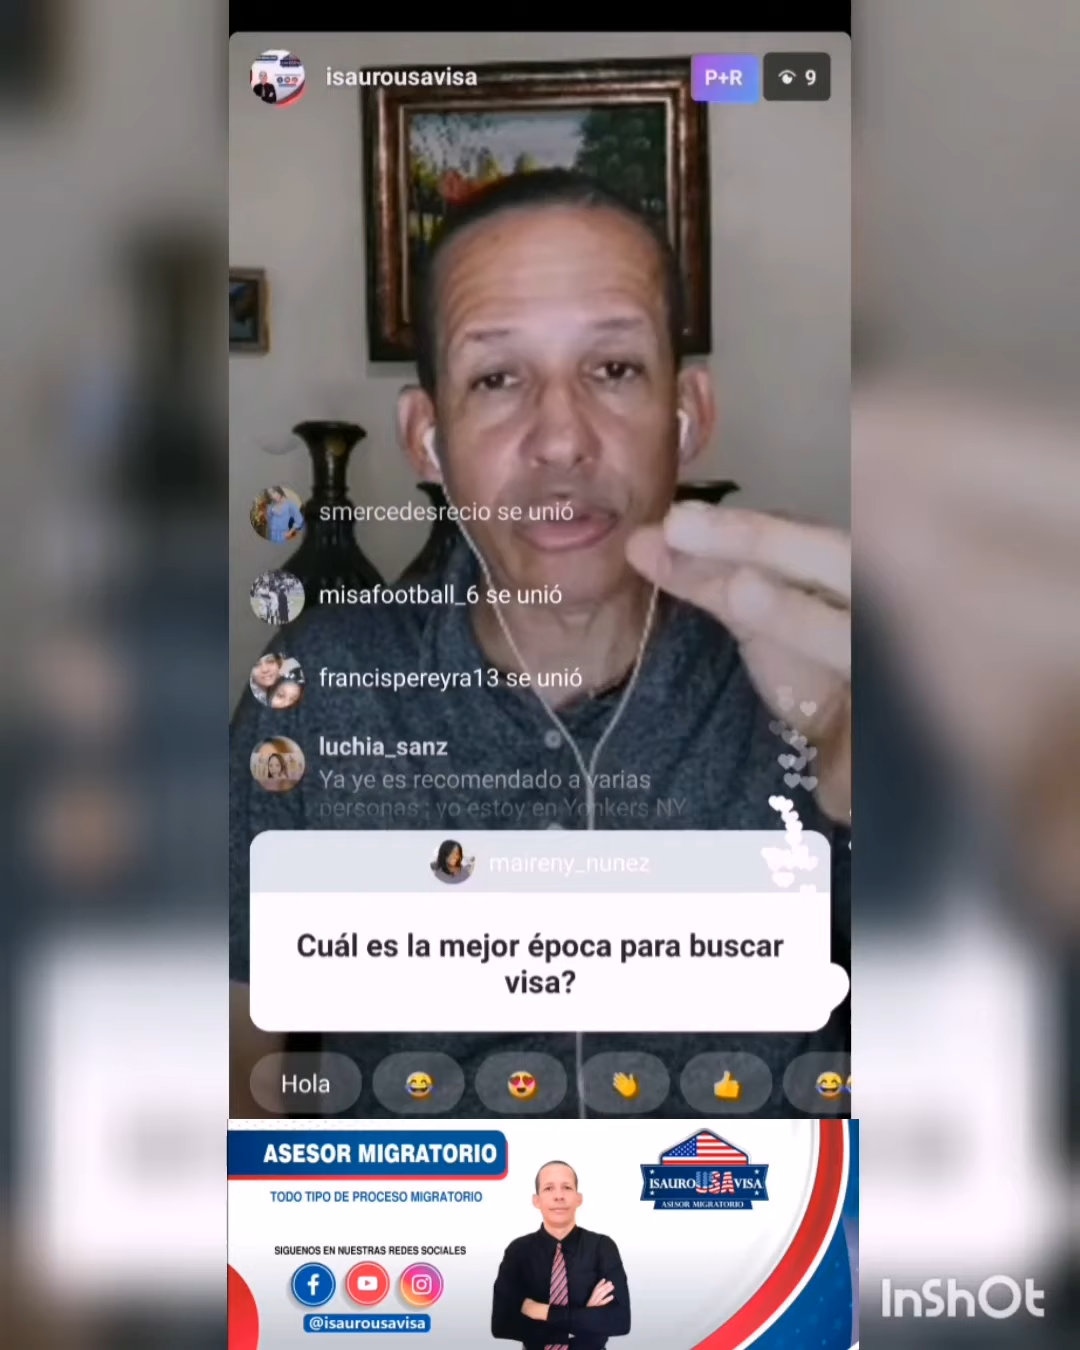 isaurousavisa
P+R
9
smercedesrecio se unió
misafootball_6 se unió
francispereyra13 se unió
luchia_sanz
Ya ye es recomendado a varias
personas ; yo estoy en Yonkers NY
maireny_nunez
Cuál es la mejor época para buscar
visa?
Hola
ASESOR MIGRATORIO
TODO TIPO DE PROCESO MIGRATORIO
ISAURO USA VISA
ASESOR MIGRATORIO
SIGUENOS EN NUESTRAS REDES SOCIALES
@isaurousavisa
InShOt